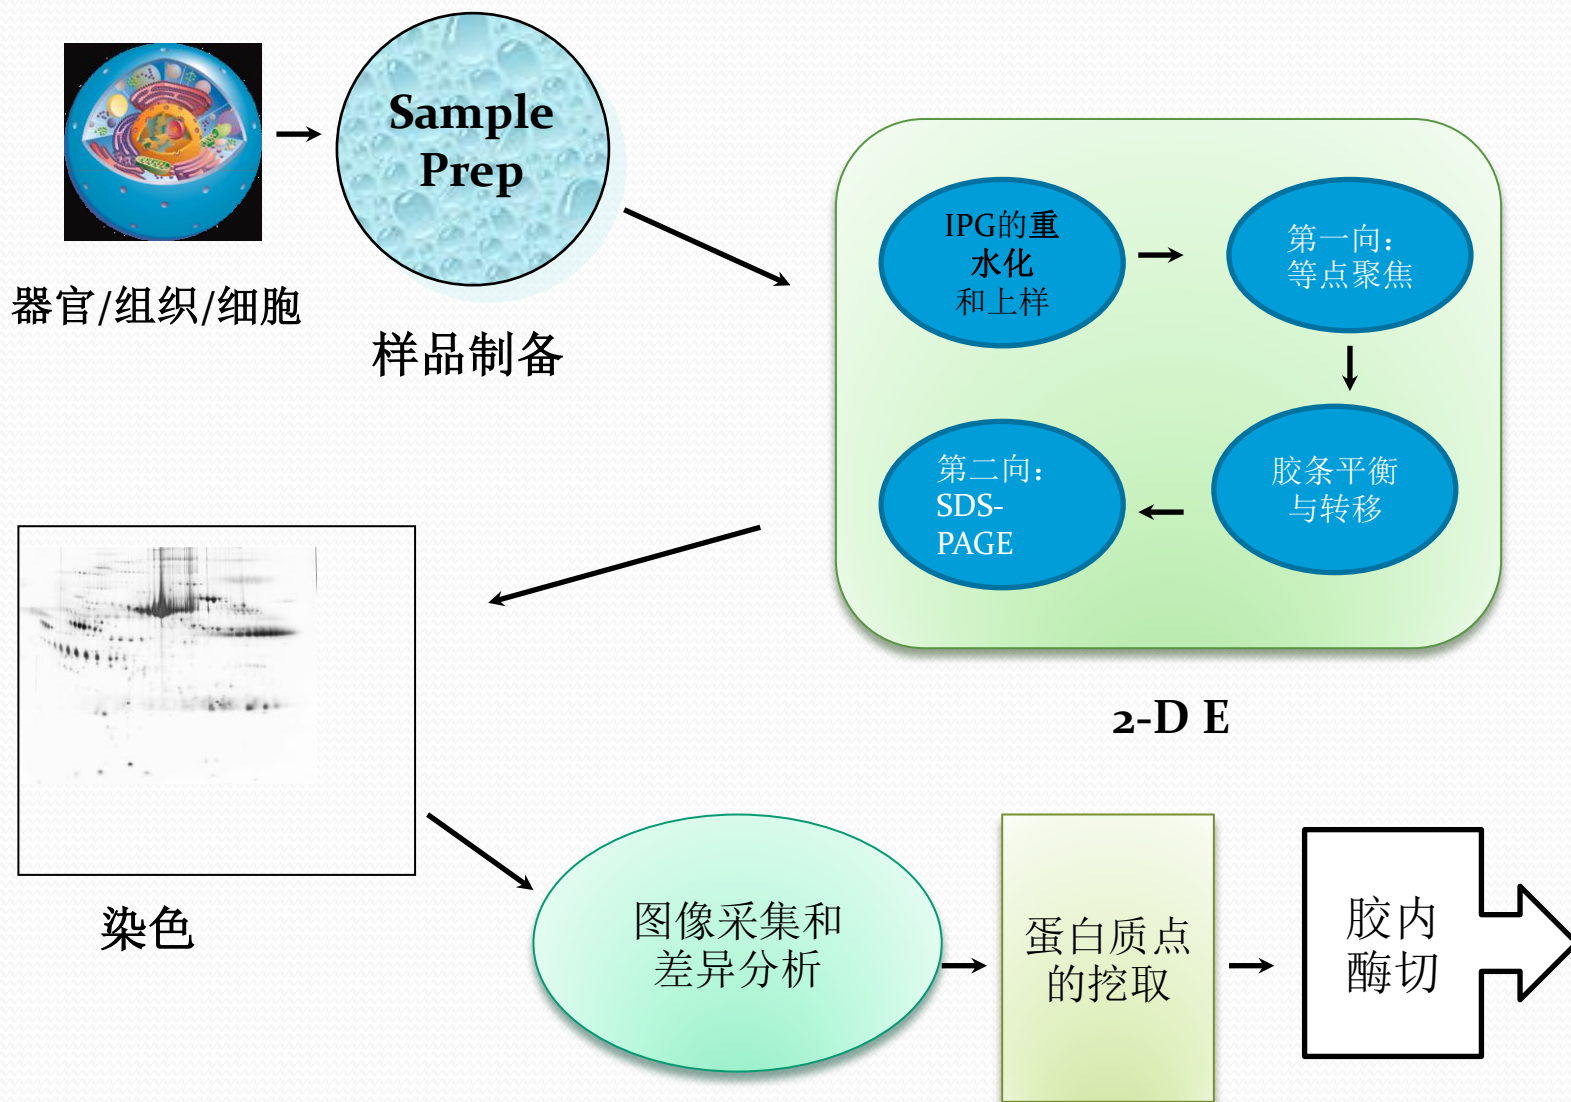 Sample
Prep
器官/组织/细胞
样品制备
IPG的重
水化
和上样
第一向：
等点聚焦
胶条平衡
与转移
第二向：
SDS-
PAGE
2-D E
染色
图像采集和
差异分析
蛋白质点
的挖取
胶内
酶切